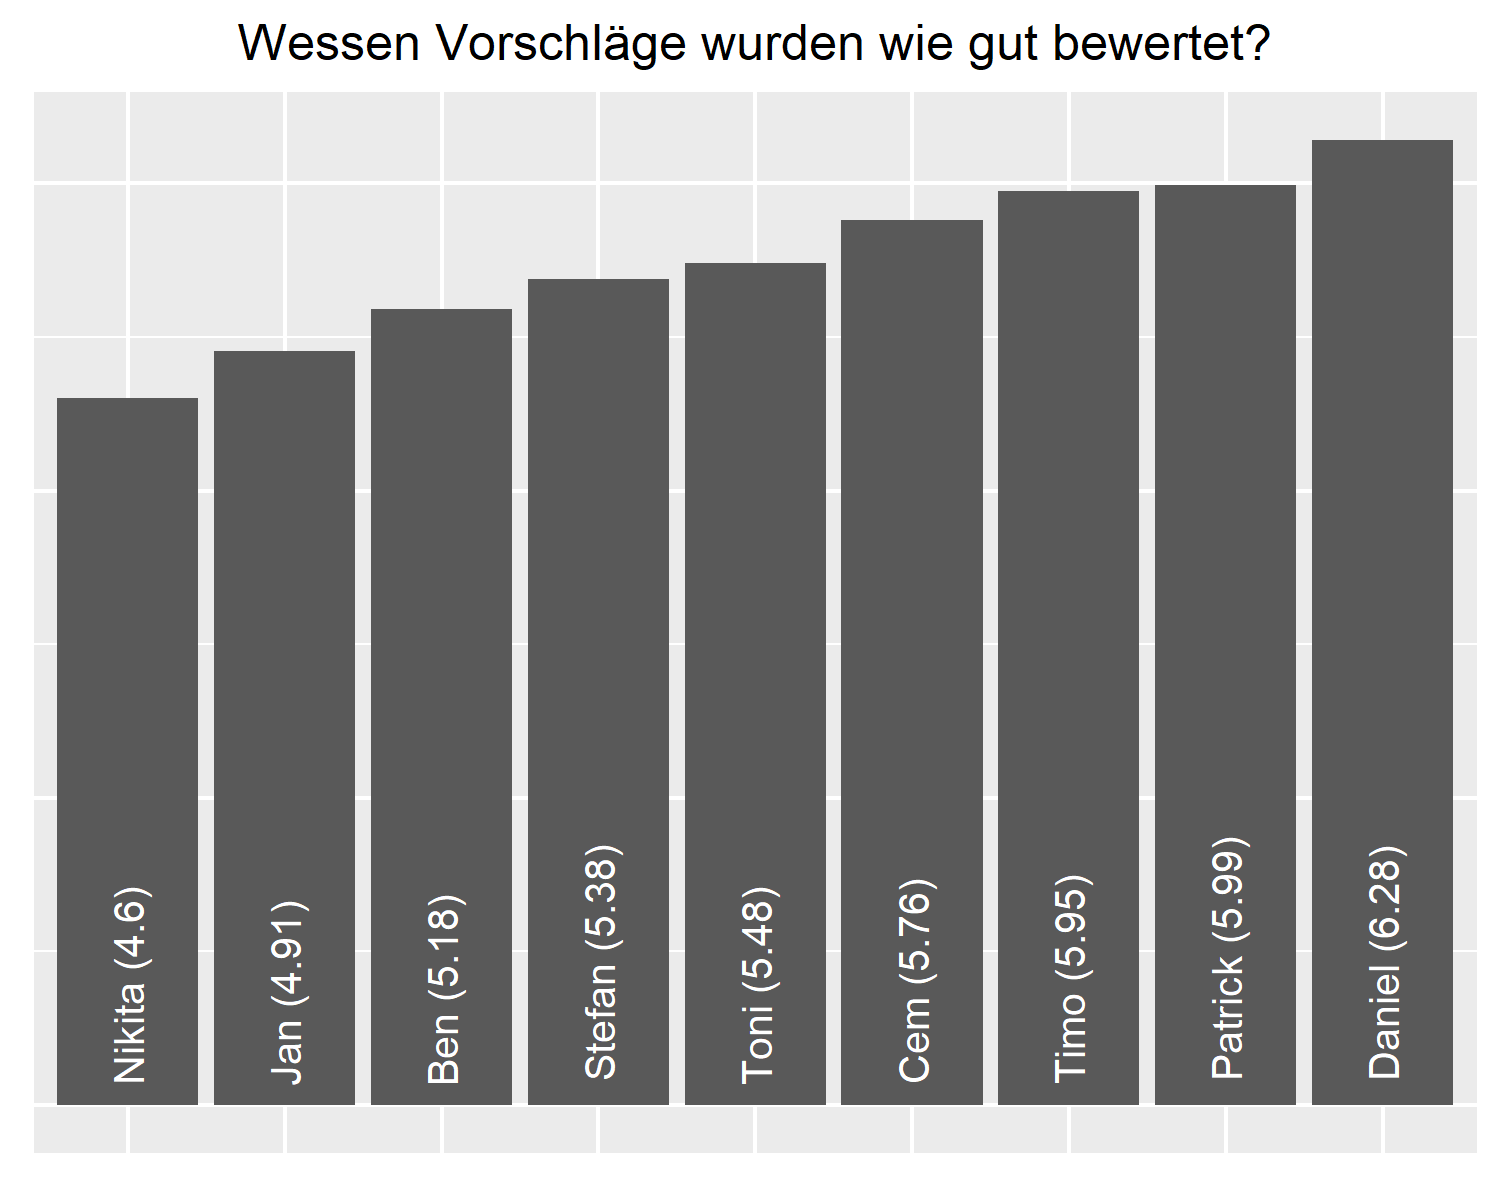 Wessen Vorschläge wurden wie gut bewertet?
Nikita (4.6)
Jan (4.91)
Ben (5.18)
Stefan (5.38)
Toni (5.48)
Cem (5.76)
Timo (5.95)
Patrick (5.99)
Daniel (6.28)